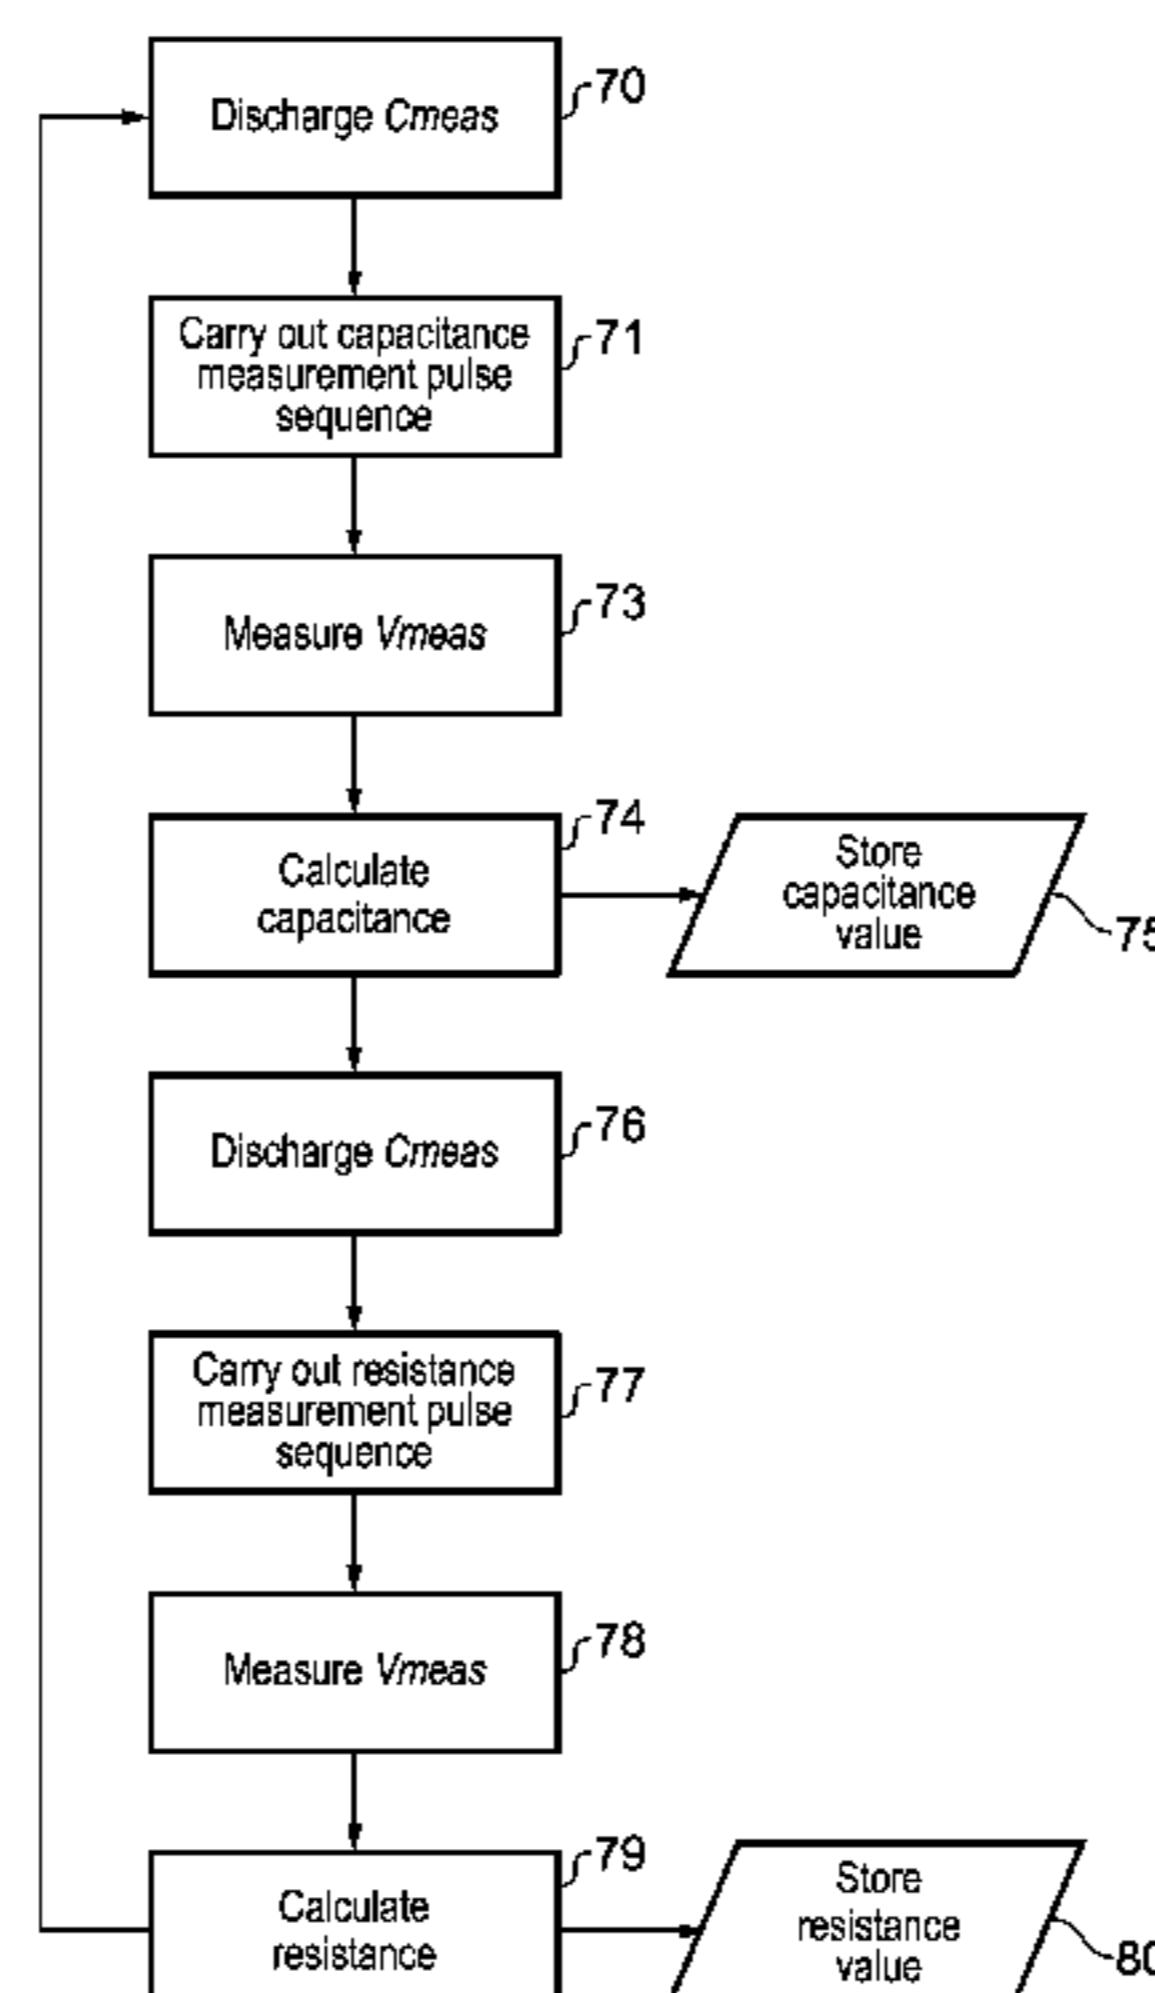 Discharge Cmeas
70
Carry out capacitance
measurement pulse
sequence
71
Measure Vmeas
73
Calculate
capacitance
74
Store
capacitance
value
75
Discharge Cmeas
76
Carry out resistance
measurement pulse
sequence
77
Measure Vmeas
78
Calculate
resistance
79
Store
resistance
value
80